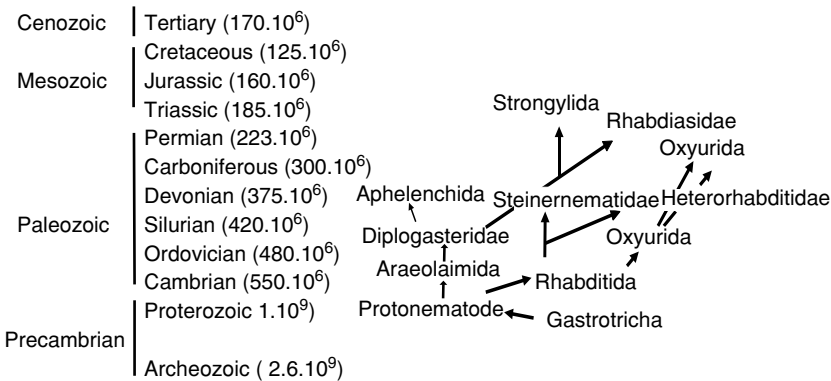 Cenozoic
Tertiary (170.10⁶)
Cretaceous (125.10⁶)
Mesozoic
Jurassic (160.10⁶)
Triassic (185.10⁶)
Permian (223.10⁶)
Carboniferous (300.10⁶)
Devonian (375.10⁶)
Paleozoic
Silurian (420.10⁶)
Ordovician (480.10⁶)
Cambrian (550.10⁶)
Proterozoic 1.10⁹)
Precambrian
Archeozoic ( 2.6.10⁹)
Strongylida
Rhabdiasidae
Oxyurida
Aphelenchida
Steinernematidae
Heterorhabditidae
Diplogasteridae
Oxyurida
Araeolaimida
Rhabditida
Protonematode
Gastrotricha